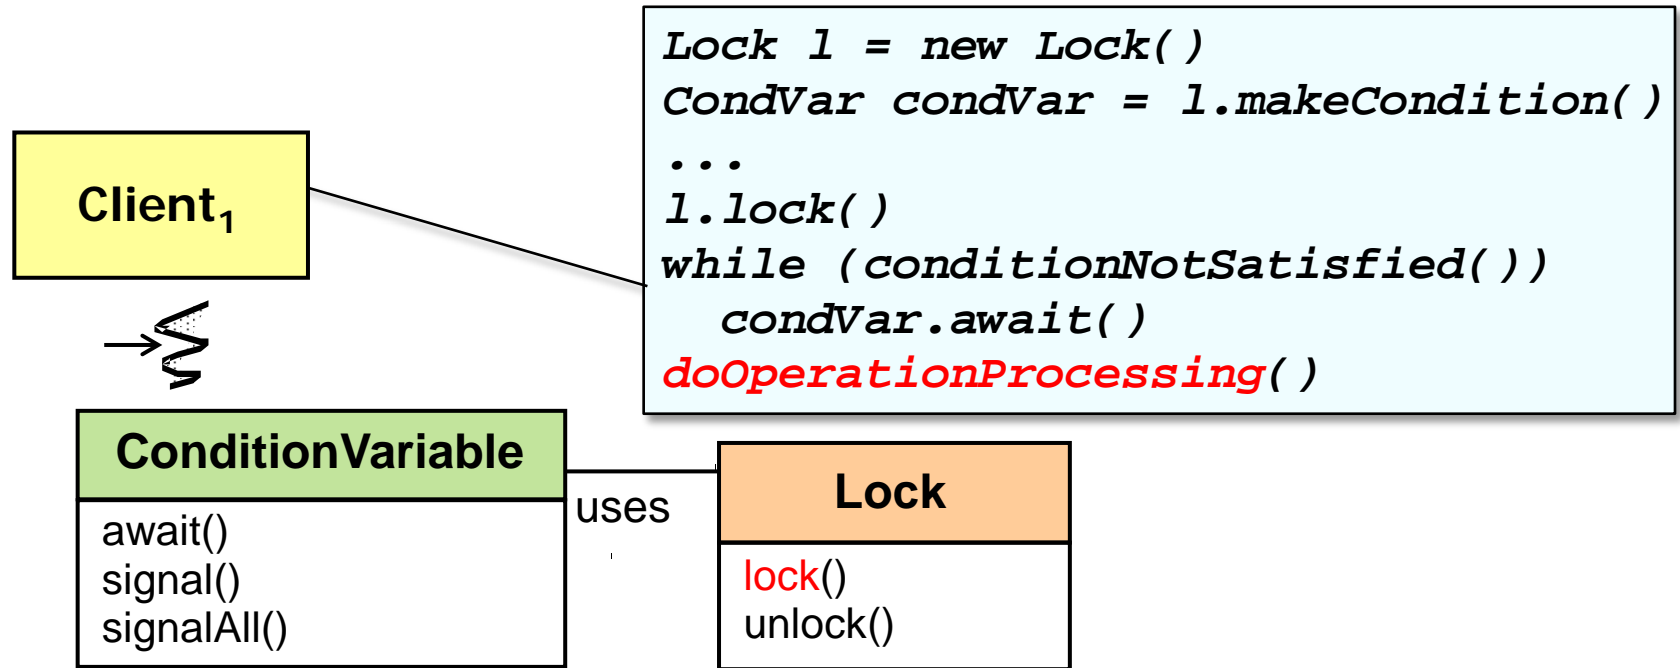 Lock l = new Lock()
CondVar condVar = l.makeCondition()
...
l.lock()
while (conditionNotSatisfied())
condVar.await()
doOperationProcessing()
Client₁
ConditionVariable
await()
signal()
signalAll()
uses
Lock
lock()
unlock()